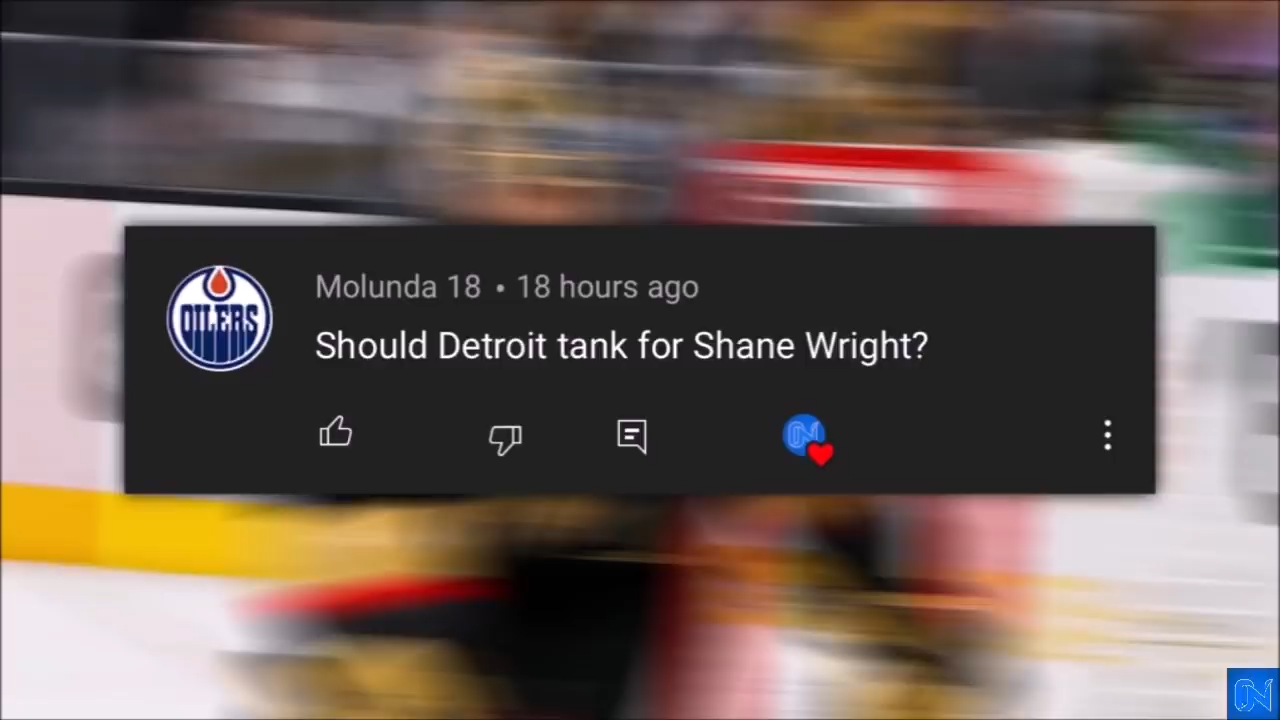 OILERS
Molunda 18 • 18 hours ago
Should Detroit tank for Shane Wright?